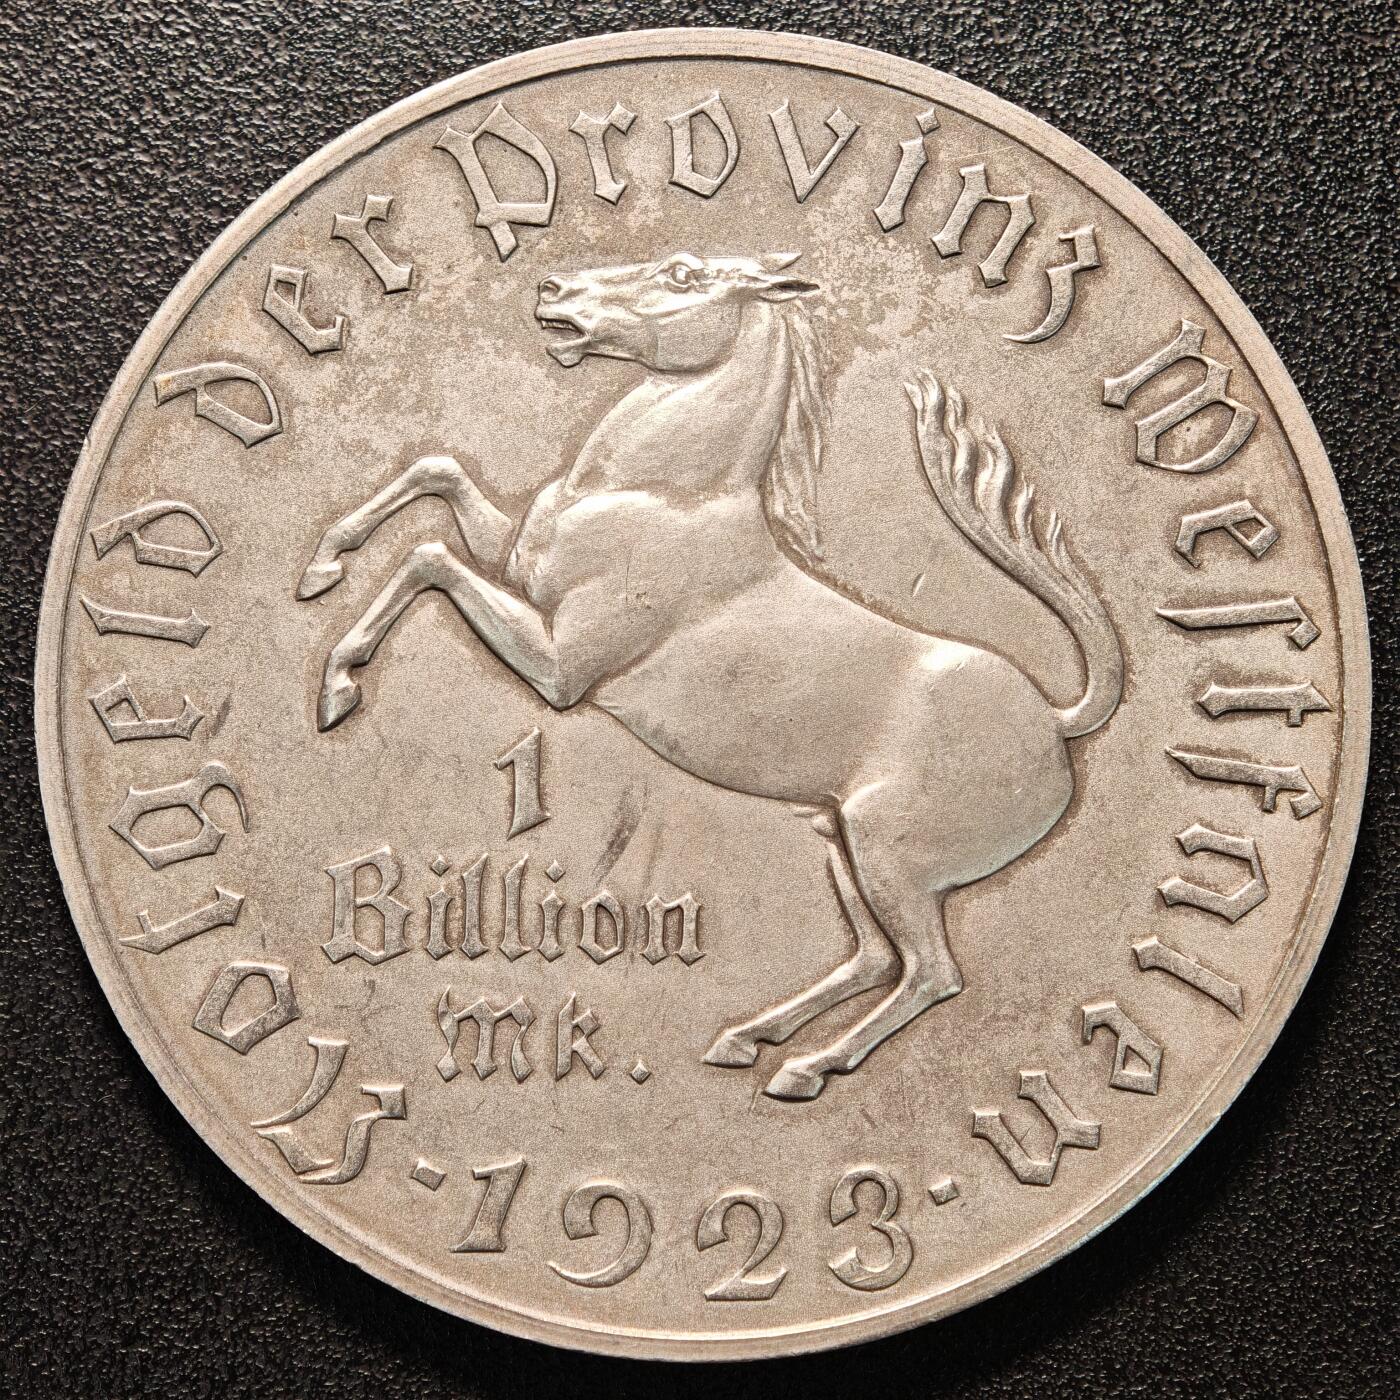 Notgeld der Provinz Westfalen
1
Billion
Mk.
· 1923 ·